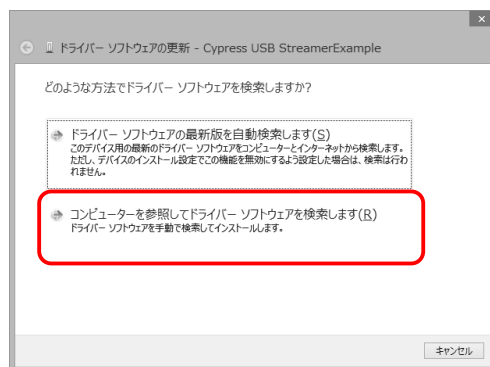 ドライバー ソフトウェアの更新 - Cypress USB StreamerExample
どのような方法でドライバー ソフトウェアを検索しますか?
ドライバー ソフトウェアの最新版を自動検索します(S)
このデバイス用の最新のドライバー ソフトウェアをコンピューターとインターネットから検索します。
ただし、デバイスのインストール設定でこの機能を無効にするよう設定した場合は、検索は行わ
れません。
コンピューターを参照してドライバー ソフトウェアを検索します(R)
ドライバー ソフトウェアを手動で検索してインストールします。
キャンセル